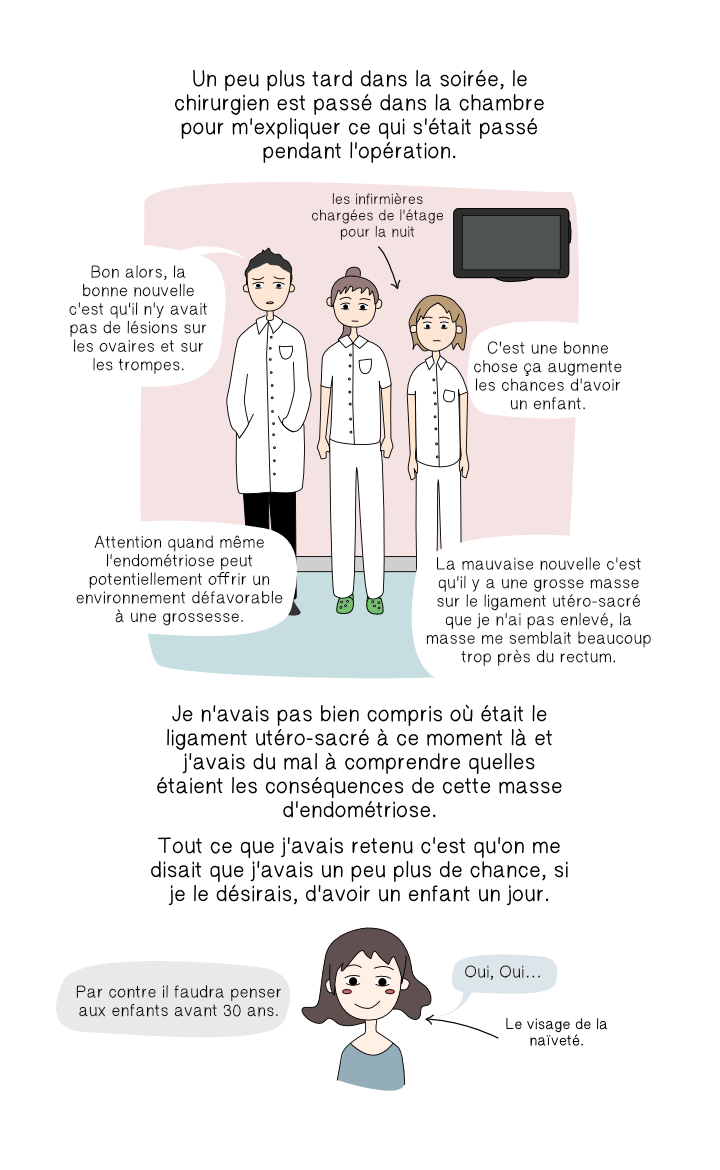 Un peu plus tard dans la soirée, le
chirurgien est passé dans la chambre
pour m'expliquer ce qui s'était passé
pendant l'opération.
les infirmières
chargées de l'étage
pour la nuit
Bon alors, la
bonne nouvelle
c'est qu'il n'y avait
pas de lésions sur
les ovaires et sur
les trompes.
C'est une bonne
chose ça augmente
les chances d'avoir
un enfant.
Attention quand même
l'endométriose peut
potentiellement offrir un
environnement défavorable
à une grossesse.
La mauvaise nouvelle c'est
qu'il y a une grosse masse
sur le ligament utéro-sacré
que je n'ai pas enlevé, la
masse me semblait beaucoup
trop près du rectum.
Je n'avais pas bien compris où était le
ligament utéro-sacré à ce moment là et
j'avais du mal à comprendre quelles
étaient les conséquences de cette masse
d'endométriose.
Tout ce que j'avais retenu c'est qu'on me
disait que j'avais un peu plus de chance, si
je le désirais, d'avoir un enfant un jour.
Par contre il faudra penser
aux enfants avant 30 ans.
Oui, Oui...
Le visage de la
naïveté.